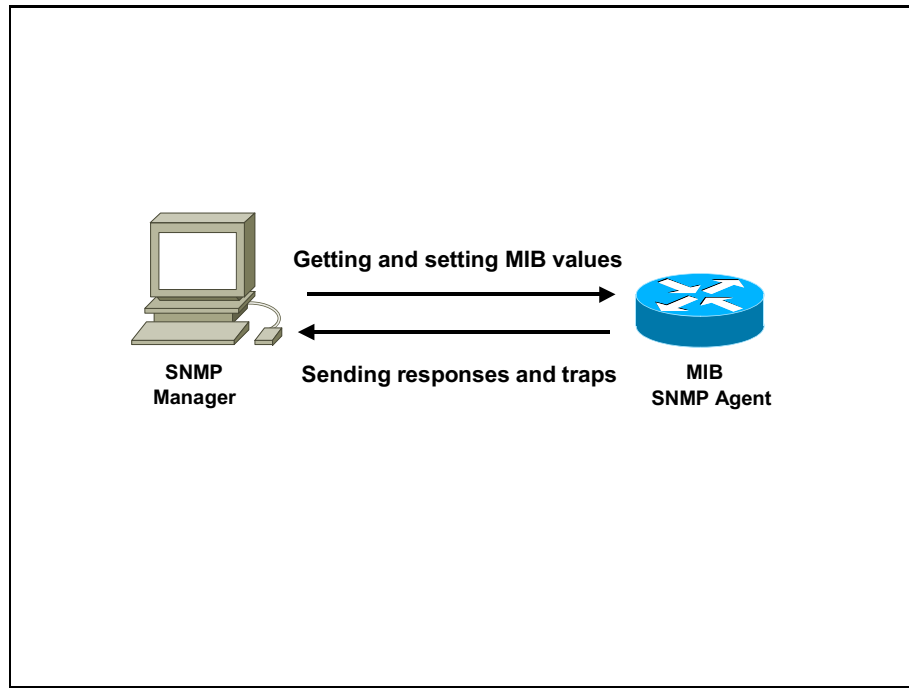 Getting and setting MIB values
SNMP
Manager
Sending responses and traps
MIB
SNMP Agent